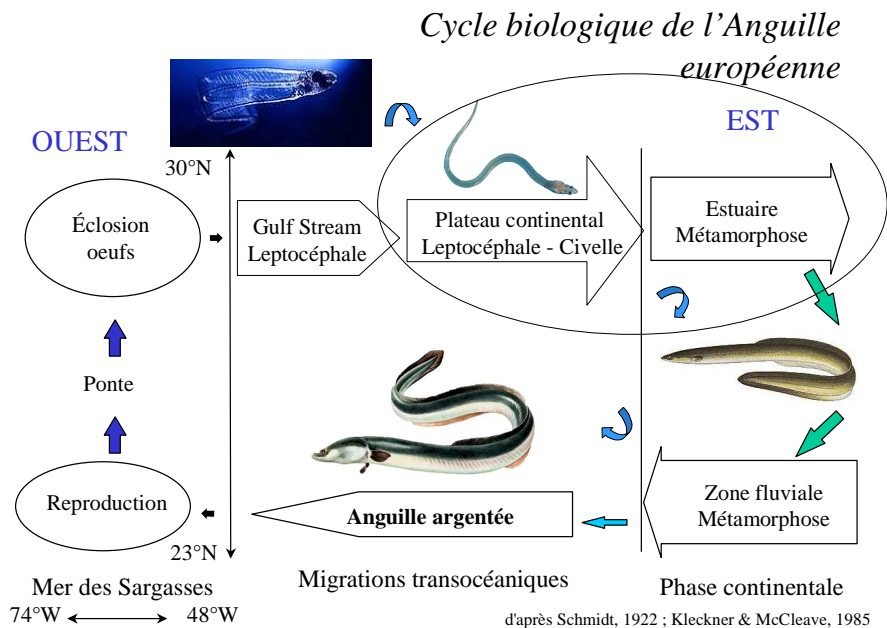 Cycle biologique de l'Anguille
européenne
OUEST
EST
30°N
Éclosion
oeufs
Gulf Stream
Leptocéphale
Plateau continental
Leptocéphale - Civelle
Estuaire
Métamorphose
Ponte
Reproduction
Anguille argentée
Zone fluviale
Métamorphose
23°N
Mer des Sargasses
Migrations transocéaniques
Phase continentale
74°W
48°W
d'après Schmidt, 1922 ; Kleckner & McCleave, 1985